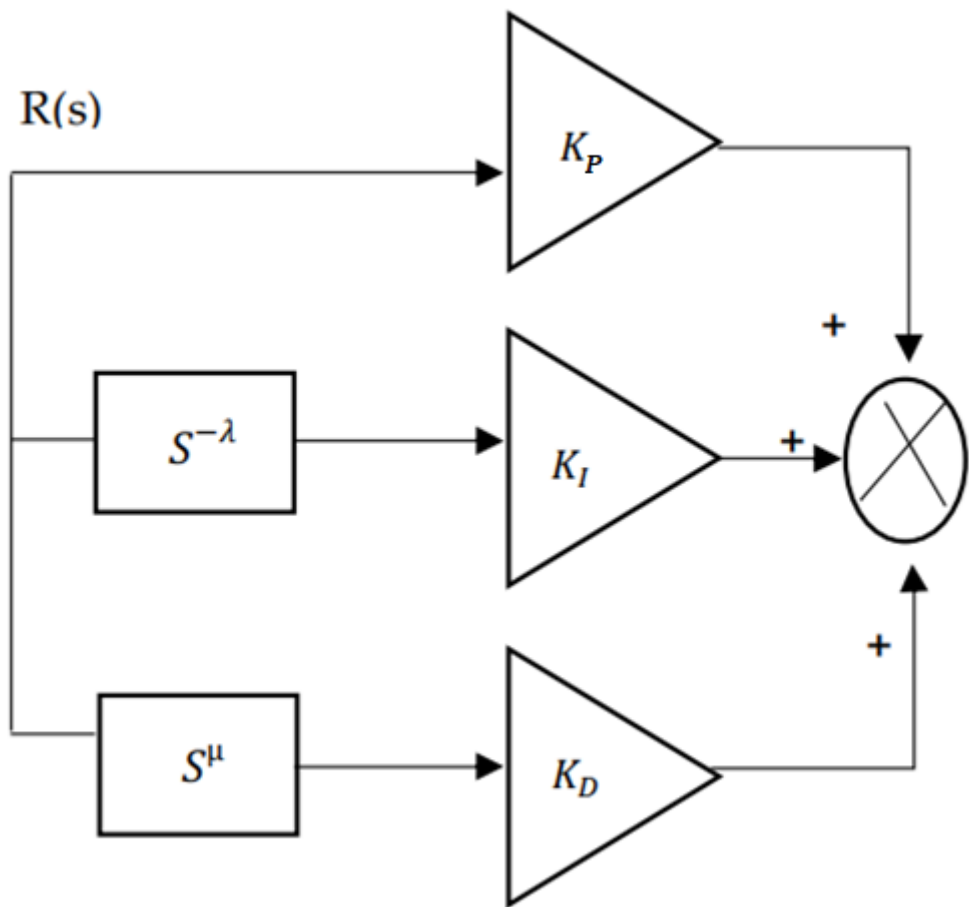 R(s)
K_P
+
S^{−λ}
K_I
+
+
S^μ
K_D